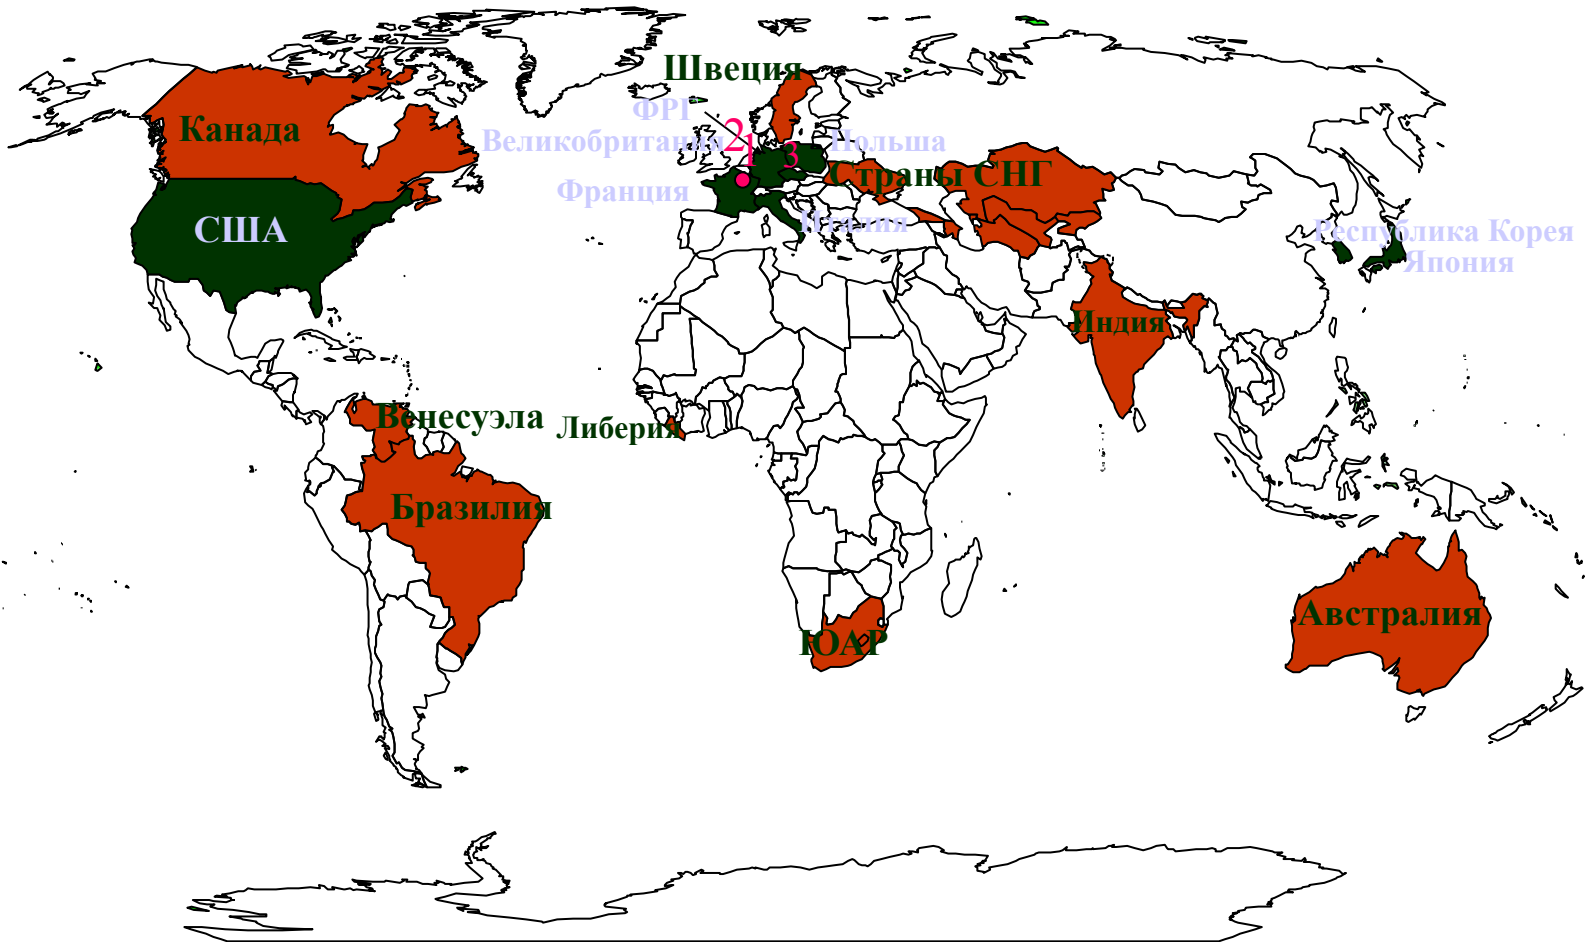 Швеция
ФРГ
Канада
Великобритания
2
1
3
Польша
Страны СНГ
Франция
США
Италия
Республика Корея
Япония
Индия
Венесуэла
Либерия
Бразилия
Австралия
ЮАР